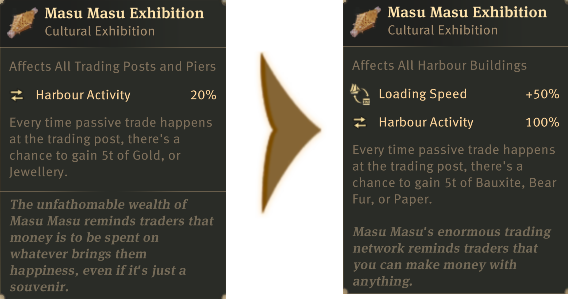 Masu Masu Exhibition
Cultural Exhibition
Affects All Trading Posts and Piers
Harbour Activity 20%
Every time passive trade happens
at the trading post, there's a
chance to gain 5t of Gold, or
Jewellery.
The unfathomable wealth of
Masu Masu reminds traders that
money is to be spent on
whatever brings them
happiness, even if it's just a
souvenir.
Masu Masu Exhibition
Cultural Exhibition
Affects All Harbour Buildings
Loading Speed +50%
Harbour Activity 100%
Every time passive trade happens
at the trading post, there's a
chance to gain 5t of Bauxite, Bear
Fur, or Paper.
Masu Masu's enormous trading
network reminds traders that
you can make money with
anything.